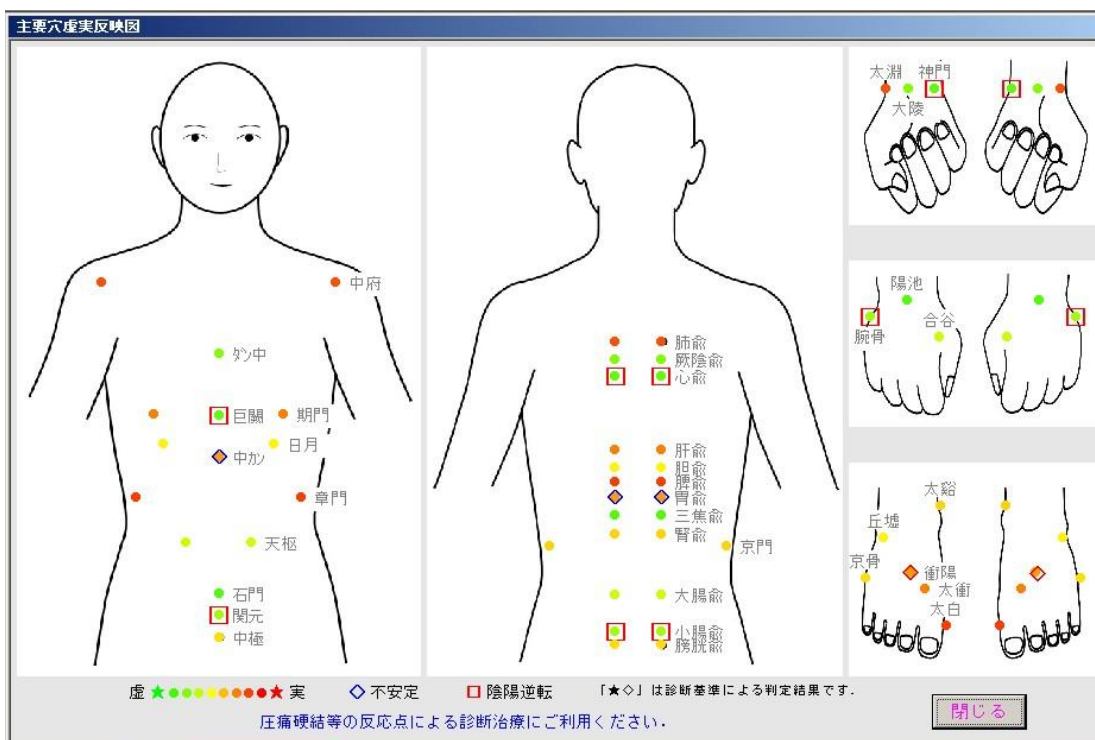 主要穴虚実反映図
中府
ﾀﾞﾝ中
巨闕
期門
日月
中ｶﾝ
章門
天枢
石門
関元
中極
肺兪
厥陰兪
心兪
肝兪
胆兪
脾兪
胃兪
三焦兪
腎兪
京門
大腸兪
小腸兪
膀胱兪
太淵 神門
大陵
陽池
合谷
腕骨
太谿
丘墟
京骨
衝陽
太衝
太白
虚 ★ ★ 実 ◇ 不安定 □ 陰陽逆転 「★◇」は診断基準による判定結果です.
圧痛硬結等の反応点による診断治療にご利用ください.
閉じる